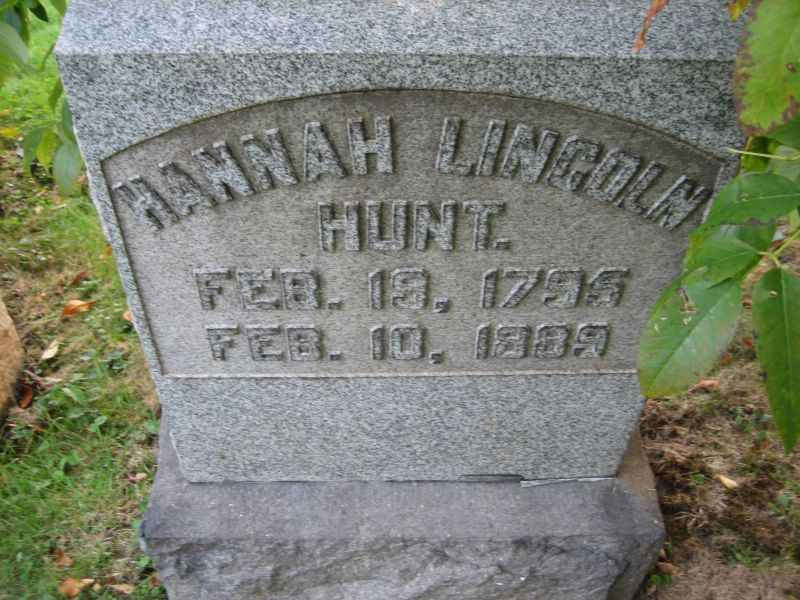 HANNAH LINCOLN
HUNT.
FEB. 19, 1795
FEB. 10, 1889